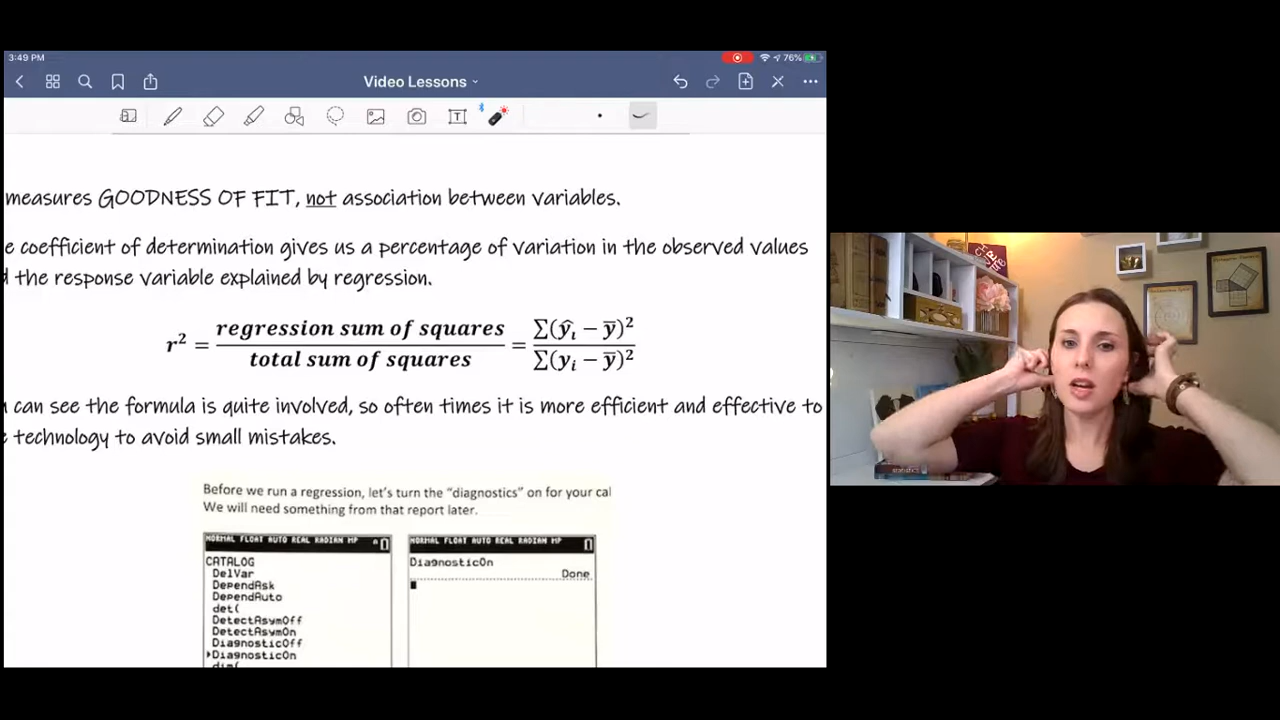 3:49 PM
76%
Video Lessons
measures GOODNESS OF FIT, not association between variables.
e coefficient of determination gives us a percentage of variation in the observed values
the response variable explained by regression.
r² = regression sum of squares / total sum of squares = Σ(ŷᵢ − ȳ)² / Σ(yᵢ − ȳ)²
can see the formula is quite involved, so often times it is more efficient and effective to
technology to avoid small mistakes.
Before we run a regression, let's turn the "diagnostics" on for your cal
We will need something from that report later.
NORMAL FLOAT AUTO REAL RADIAN MP
CATALOG
DelVar
DependAsk
DependAuto
det(
DetectAsymOff
DetectAsymOn
DiagnosticOff
DiagnosticOn
dim(
NORMAL FLOAT AUTO REAL RADIAN MP
DiagnosticOn
Done